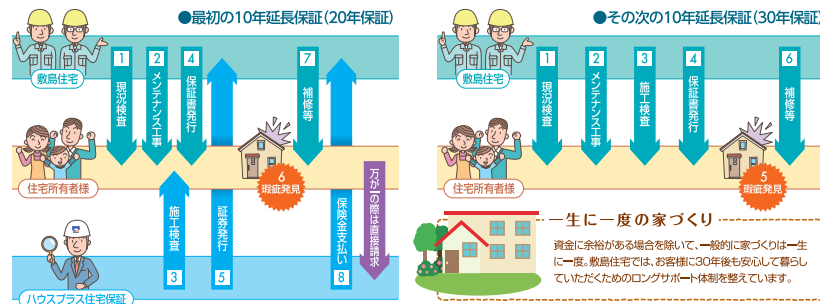 ●最初の10年延長保証(20年保証)
敷島住宅
1 現況検査
2 メンテナンス工事
4 保証書発行
7 補修等
住宅所有者様
6
瑕疵発見
3 施工検査
5 証券発行
8 保険金支払い
万が一の際は直接請求
ハウスプラス住宅保証
●その次の10年延長保証(30年保証)
敷島住宅
1 現況検査
2 メンテナンス工事
3 施工検査
4 保証書発行
6 補修等
住宅所有者様
5
瑕疵発見
一生に一度の家づくり
資金に余裕がある場合を除いて、一般的に家づくりは一生
に一度。敷島住宅では、お客様に30年後も安心して暮らし
ていただくためのロングサポート体制を整えています。